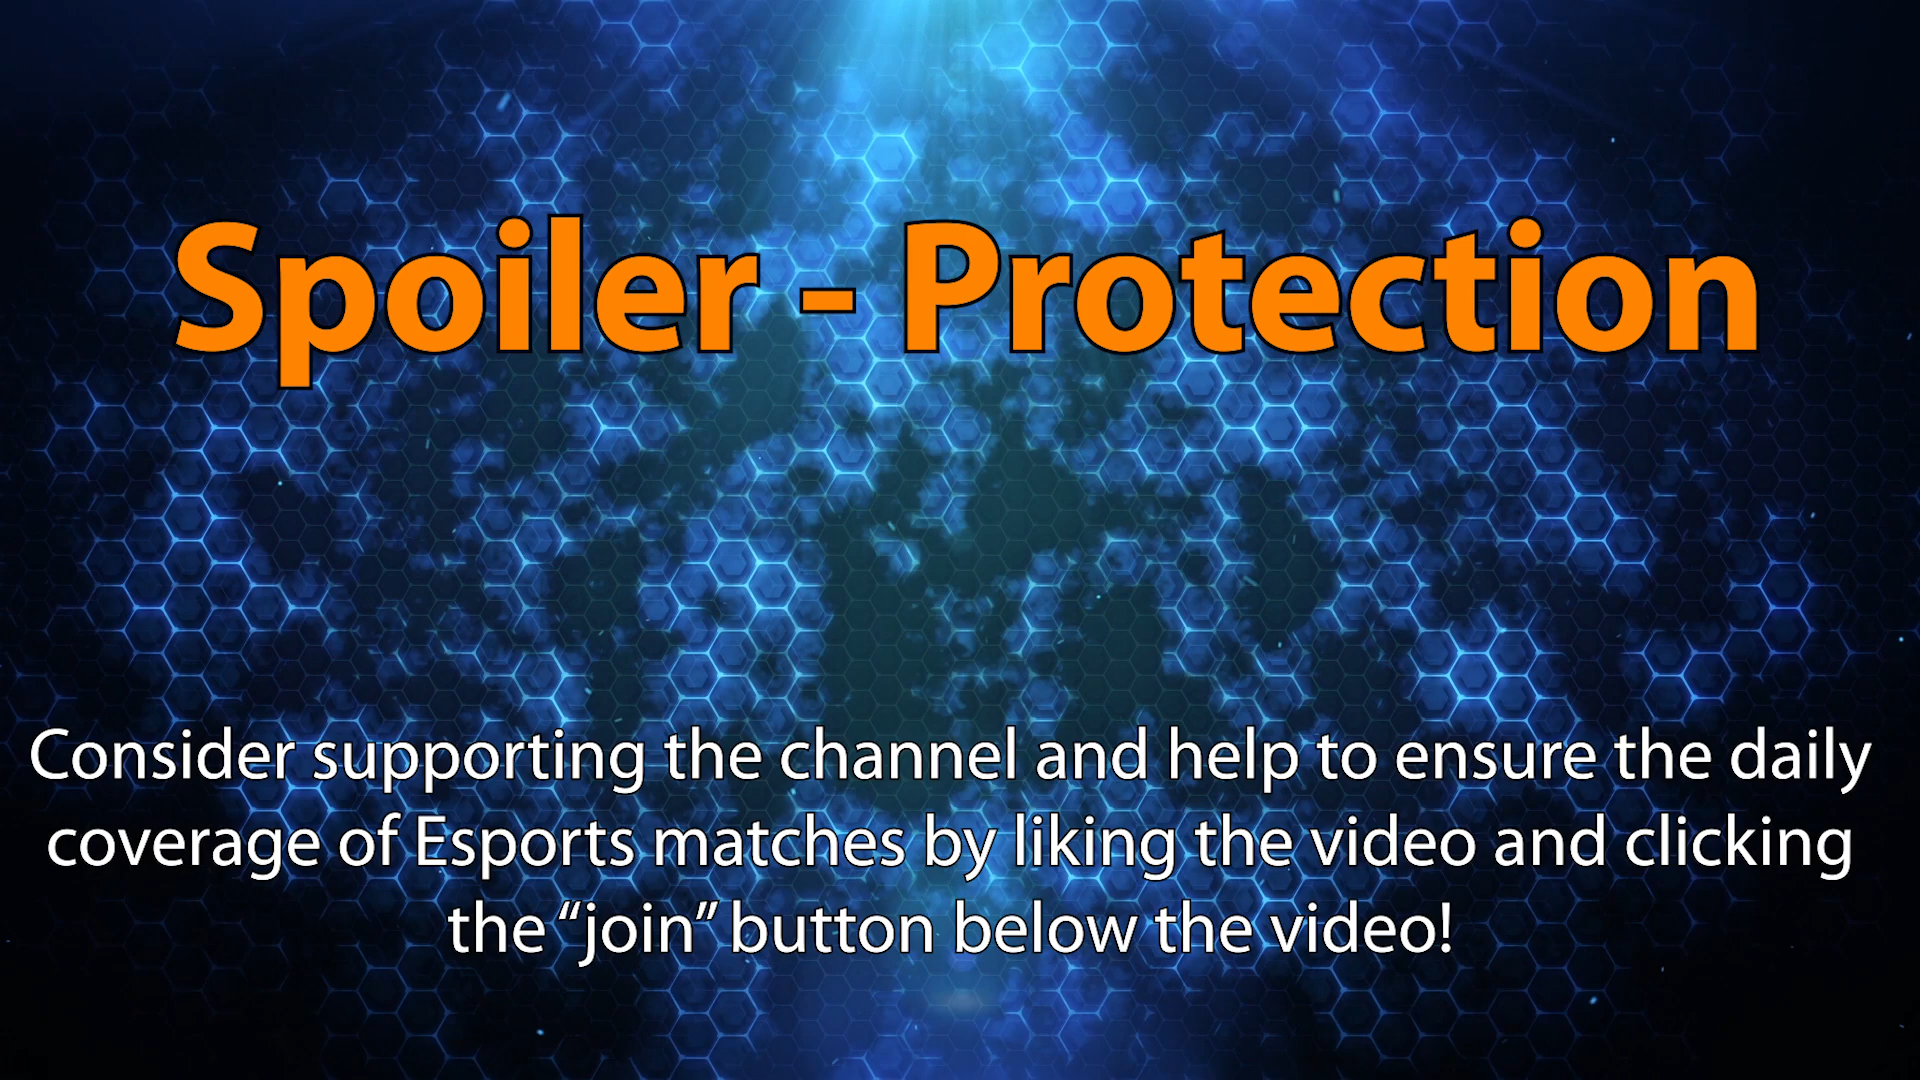 Spoiler - Protection
Consider supporting the channel and help to ensure the daily
coverage of Esports matches by liking the video and clicking
the “join” button below the video!